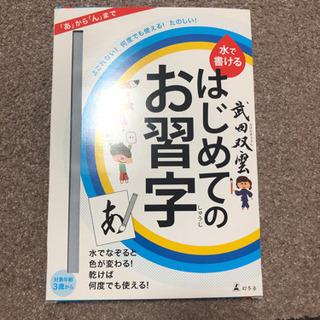 「あ」から「ん」まで
よごれない! 何度でも使える! たのしい!
水で
書ける
武田双雲
はじめての
お習字
しゅうじ
あ
水でなぞると
色が変わる!
乾けば
何度でも使える!
対象年齢
3歳から
幻冬舎